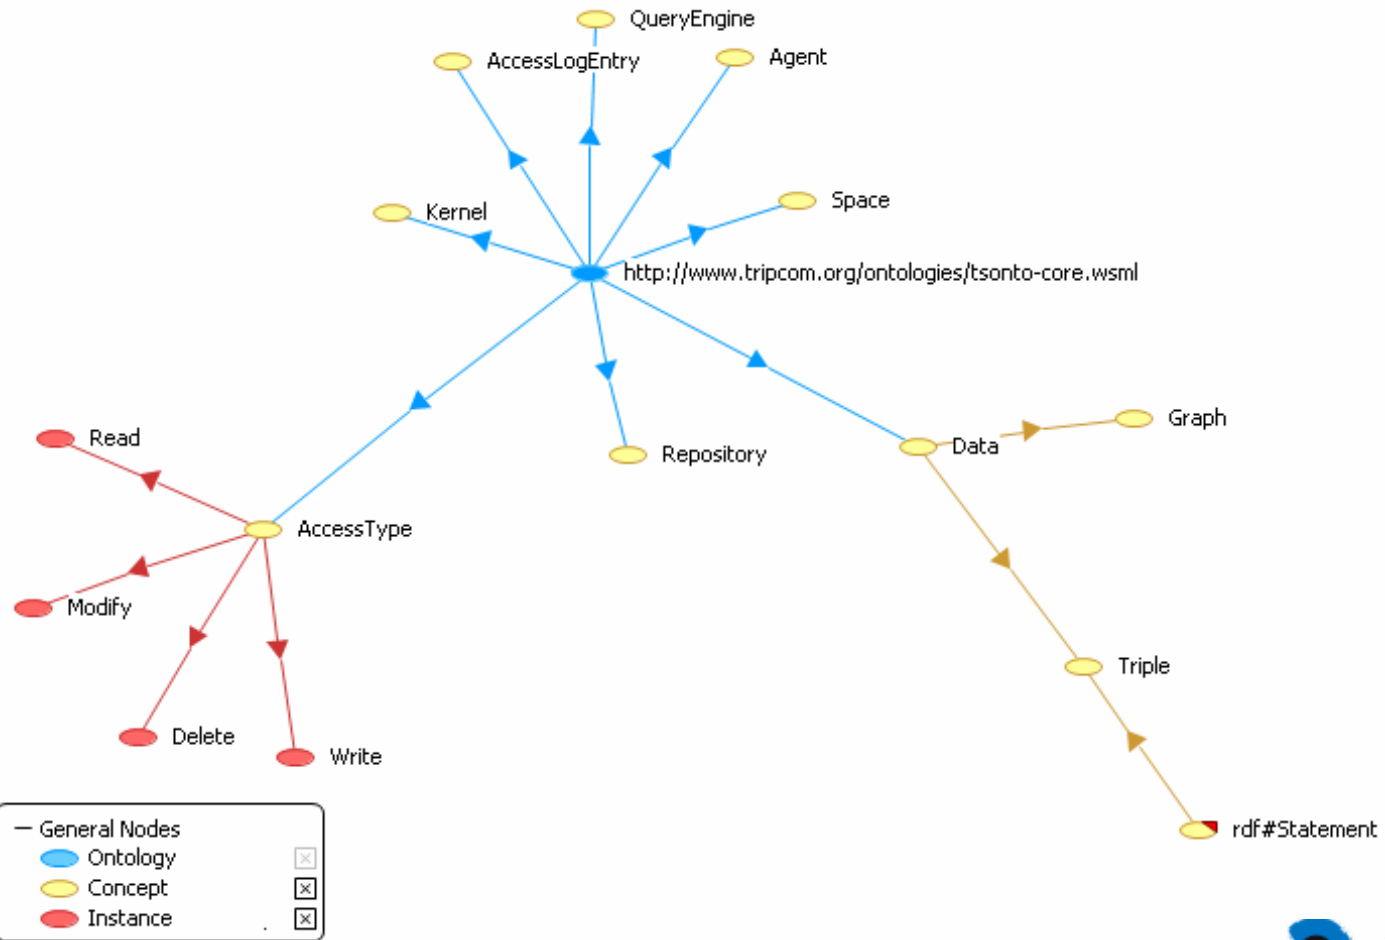 QueryEngine
AccessLogEntry
Agent
Kernel
Space
http://www.tripcom.org/ontologies/tsonto-core.wsml
Read
Graph
Data
Repository
AccessType
Modify
Triple
Delete
Write
General Nodes
Ontology
Concept
Instance
rdf#Statement